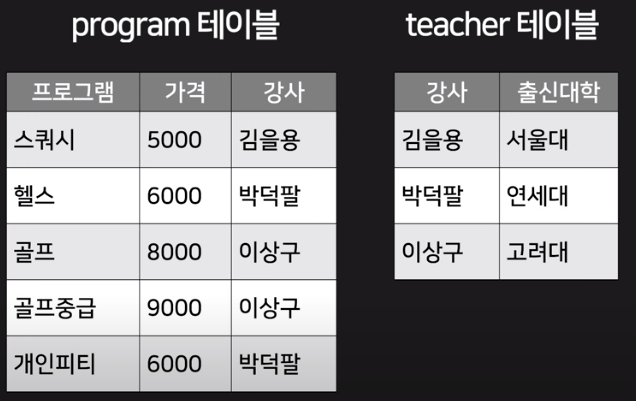 program 테이블 teacher 테이블
프로그램 가격 강사 강사 출신대학
스쿼시 5000 김을용 김을용 서울대
헬스 6000 박덕팔 박덕팔 연세대
골프 8000 이상구 이상구 고려대
골프중급 9000 이상구
개인피티 6000 박덕팔